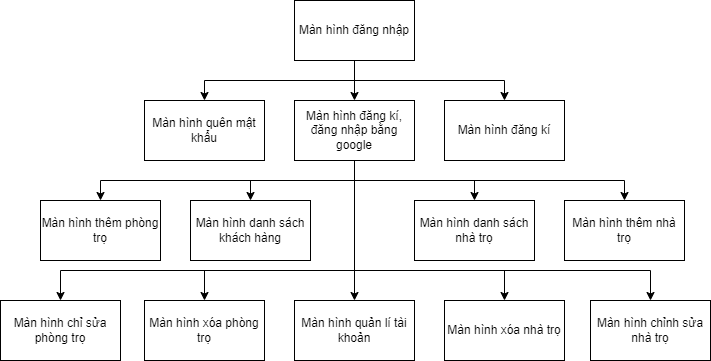 Màn hình đăng nhập
Màn hình quên mật
khẩu
Màn hình đăng kí,
đăng nhập bằng
google
Màn hình đăng kí
Màn hình thêm phòng
trọ
Màn hình danh sách
khách hàng
Màn hình danh sách
nhà trọ
Màn hình thêm nhà
trọ
Màn hình chỉ sửa
phòng trọ
Màn hình xóa phòng
trọ
Màn hình quản lí tài
khoản
Màn hình xóa nhà trọ
Màn hình chỉnh sửa
nhà trọ